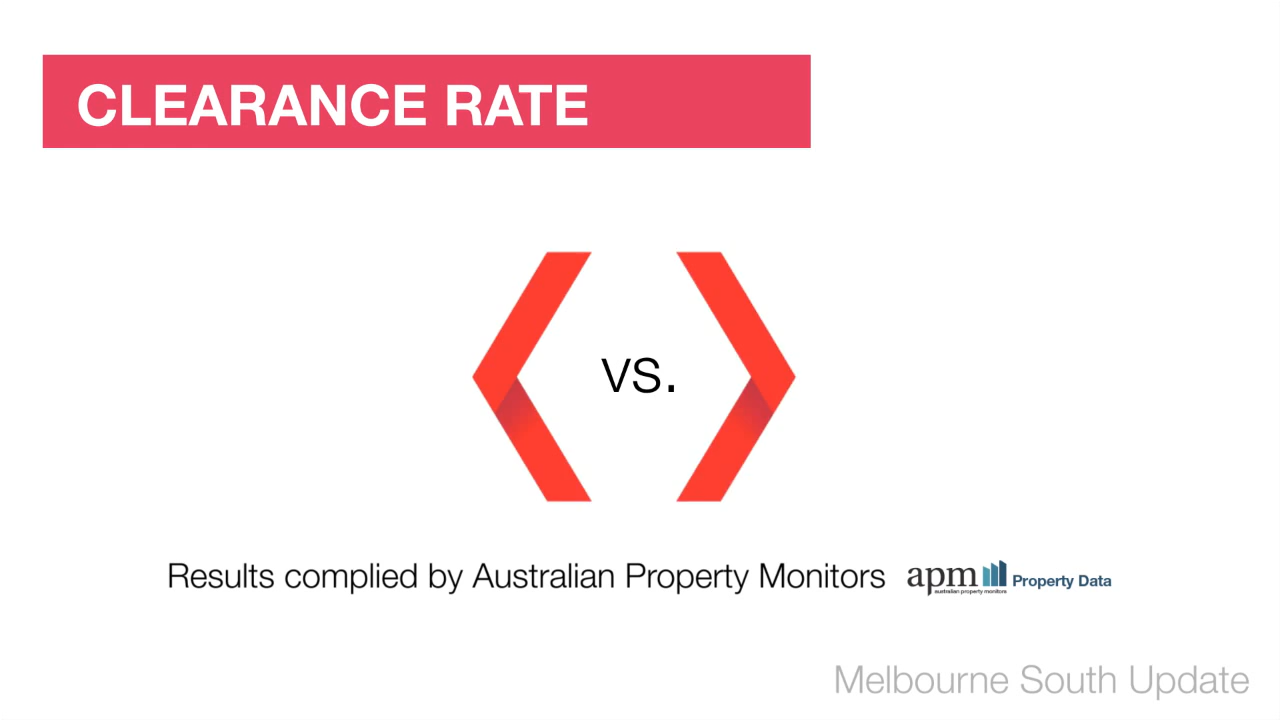 CLEARANCE RATE
vs.
Results complied by Australian Property Monitors
apm Property Data
australian property monitors
Melbourne South Update